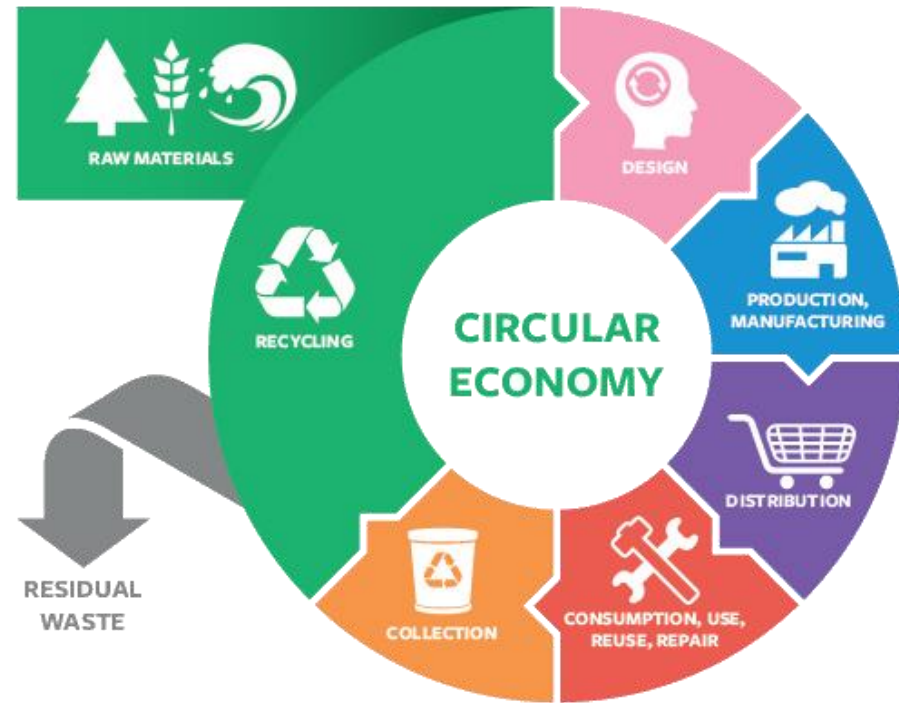 RAW MATERIALS
DESIGN
PRODUCTION,
MANUFACTURING
RECYCLING
CIRCULAR
ECONOMY
DISTRIBUTION
CONSUMPTION, USE,
REUSE, REPAIR
COLLECTION
RESIDUAL
WASTE